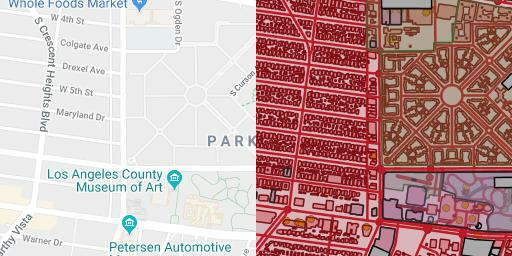 Whole Foods Market
W 4th St
S Ogden Dr
Colgate Ave
S Crescent Heights Blvd
Drexel Ave
W 5th St
S Curson
Maryland Dr
PARK
Los Angeles County
Museum of Art
Vista
Warner Dr
Petersen Automotive